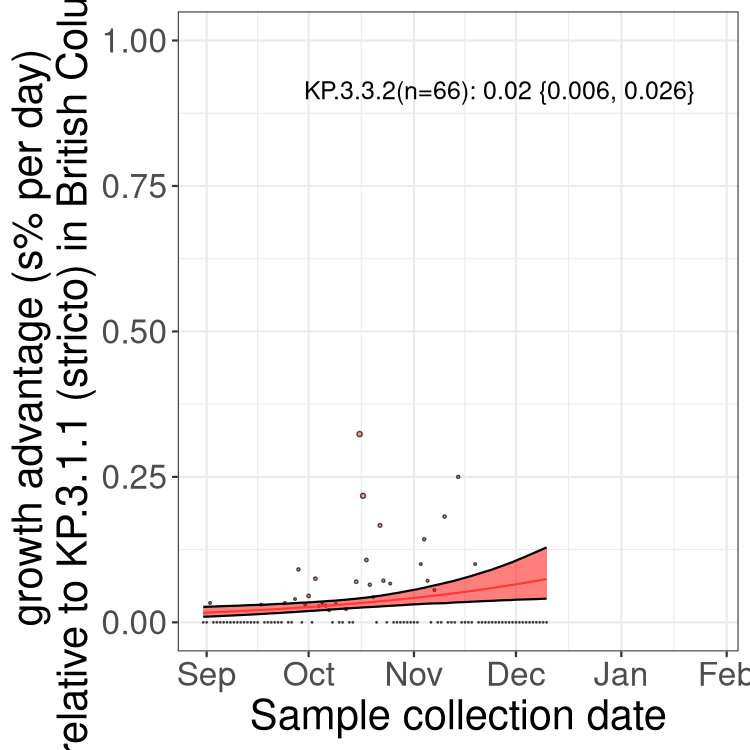 growth advantage (s% per day)
relative to KP.3.1.1 (stricto) in British Colu
1.00
0.75
0.50
0.25
0.00
KP.3.3.2(n=66): 0.02 {0.006, 0.026}
Sep Oct Nov Dec Jan Feb
Sample collection date